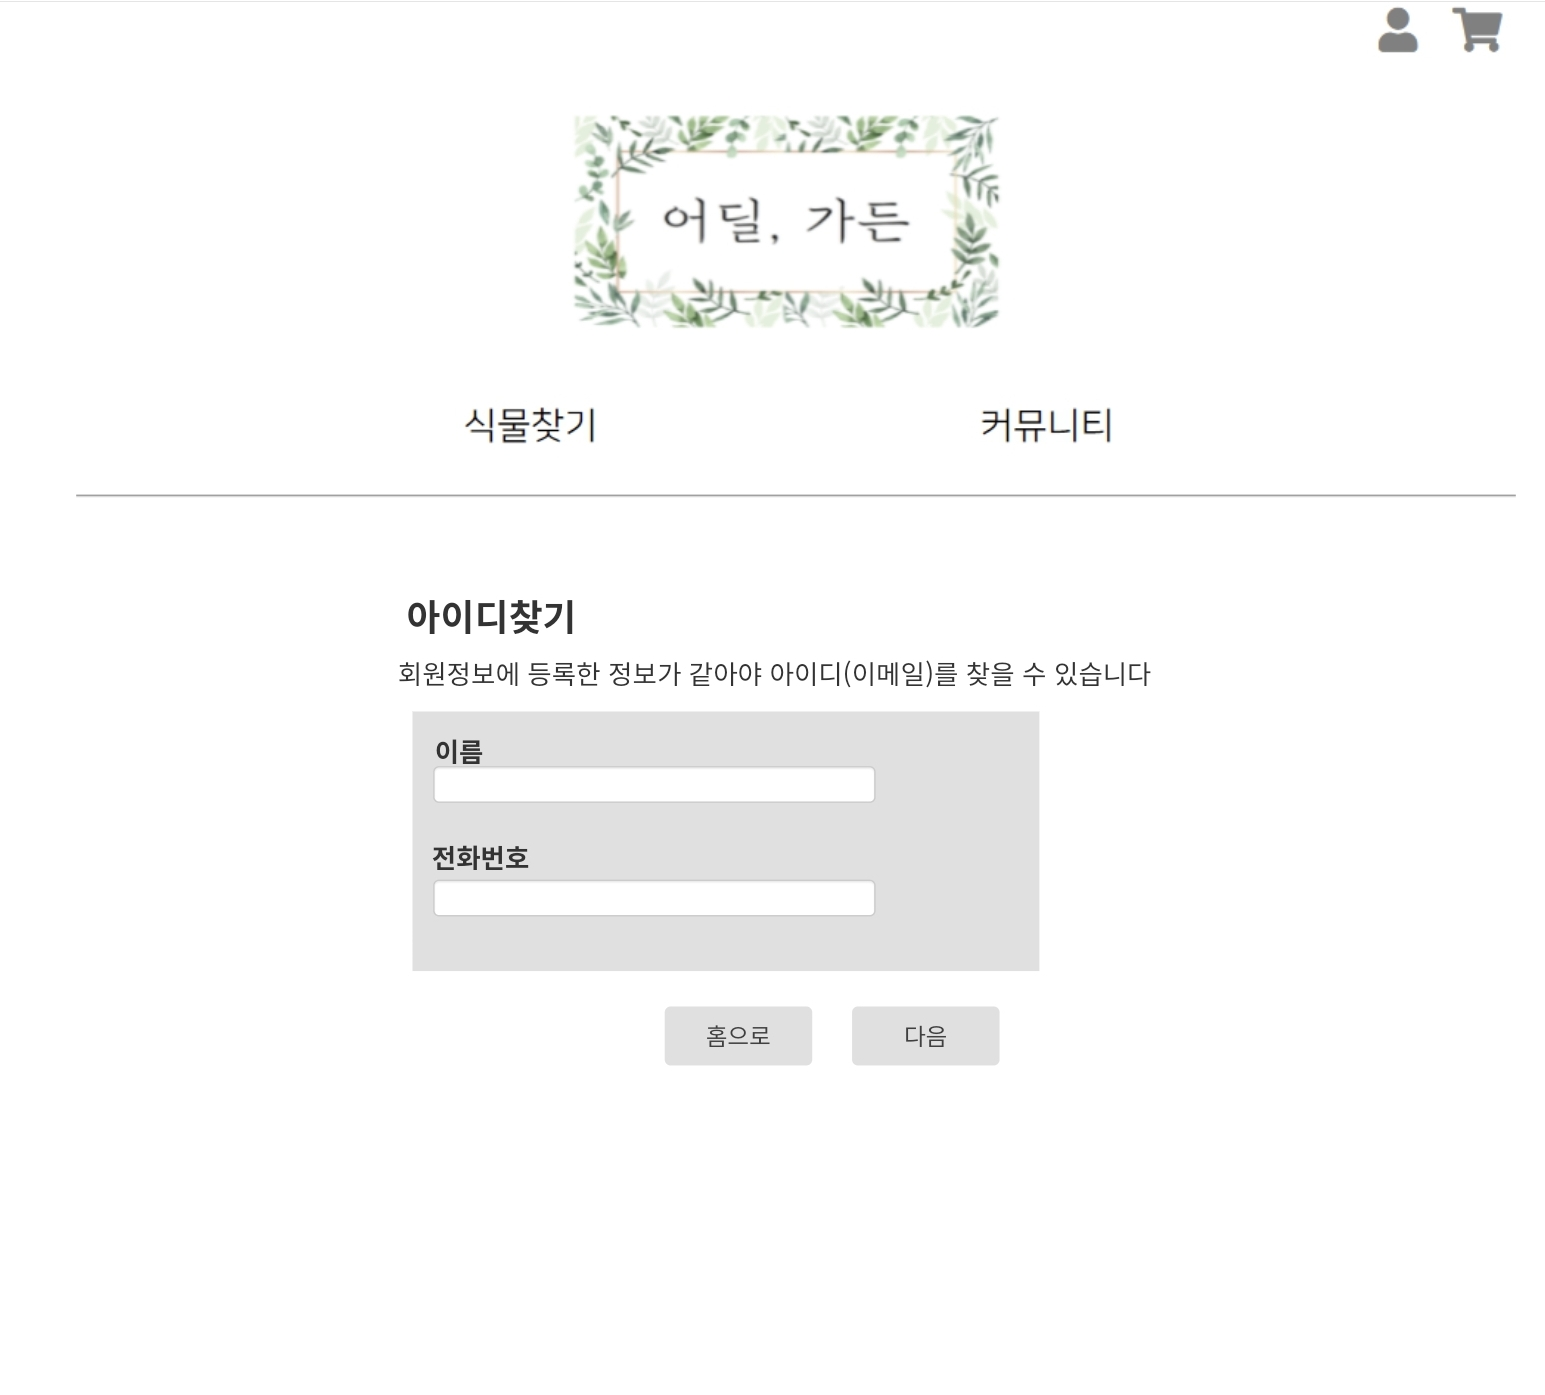 어딜, 가든
식물찾기 커뮤니티
아이디찾기
회원정보에 등록한 정보가 같아야 아이디(이메일)를 찾을 수 있습니다
이름
전화번호
홈으로 다음